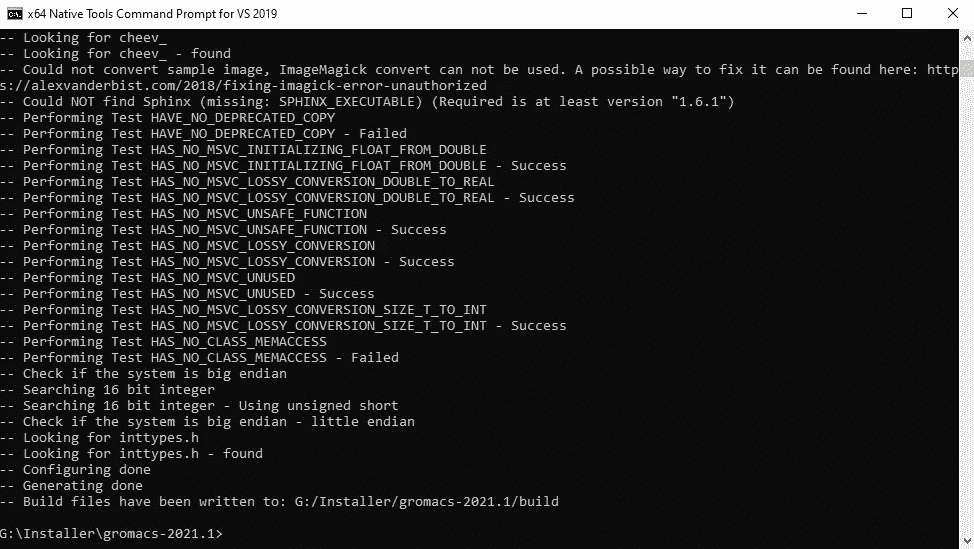 x64 Native Tools Command Prompt for VS 2019
-- Looking for cheev_
-- Looking for cheev_ - found
-- Could not convert sample image, ImageMagick convert can not be used. A possible way to fix it can be found here: http
s://alexvanderbist.com/2018/fixing-imagick-error-unauthorized
-- Could NOT find Sphinx (missing: SPHINX_EXECUTABLE) (Required is at least version "1.6.1")
-- Performing Test HAVE_NO_DEPRECATED_COPY
-- Performing Test HAVE_NO_DEPRECATED_COPY - Failed
-- Performing Test HAS_NO_MSVC_INITIALIZING_FLOAT_FROM_DOUBLE
-- Performing Test HAS_NO_MSVC_INITIALIZING_FLOAT_FROM_DOUBLE - Success
-- Performing Test HAS_NO_MSVC_LOSSY_CONVERSION_DOUBLE_TO_REAL
-- Performing Test HAS_NO_MSVC_LOSSY_CONVERSION_DOUBLE_TO_REAL - Success
-- Performing Test HAS_NO_MSVC_UNSAFE_FUNCTION
-- Performing Test HAS_NO_MSVC_UNSAFE_FUNCTION - Success
-- Performing Test HAS_NO_MSVC_LOSSY_CONVERSION
-- Performing Test HAS_NO_MSVC_LOSSY_CONVERSION - Success
-- Performing Test HAS_NO_MSVC_UNUSED
-- Performing Test HAS_NO_MSVC_UNUSED - Success
-- Performing Test HAS_NO_MSVC_LOSSY_CONVERSION_SIZE_T_TO_INT
-- Performing Test HAS_NO_MSVC_LOSSY_CONVERSION_SIZE_T_TO_INT - Success
-- Performing Test HAS_NO_CLASS_MEMACCESS
-- Performing Test HAS_NO_CLASS_MEMACCESS - Failed
-- Check if the system is big endian
-- Searching 16 bit integer
-- Searching 16 bit integer - Using unsigned short
-- Check if the system is big endian - little endian
-- Looking for inttypes.h
-- Looking for inttypes.h - found
-- Configuring done
-- Generating done
-- Build files have been written to: G:/Installer/gromacs-2021.1/build
G:\Installer\gromacs-2021.1>